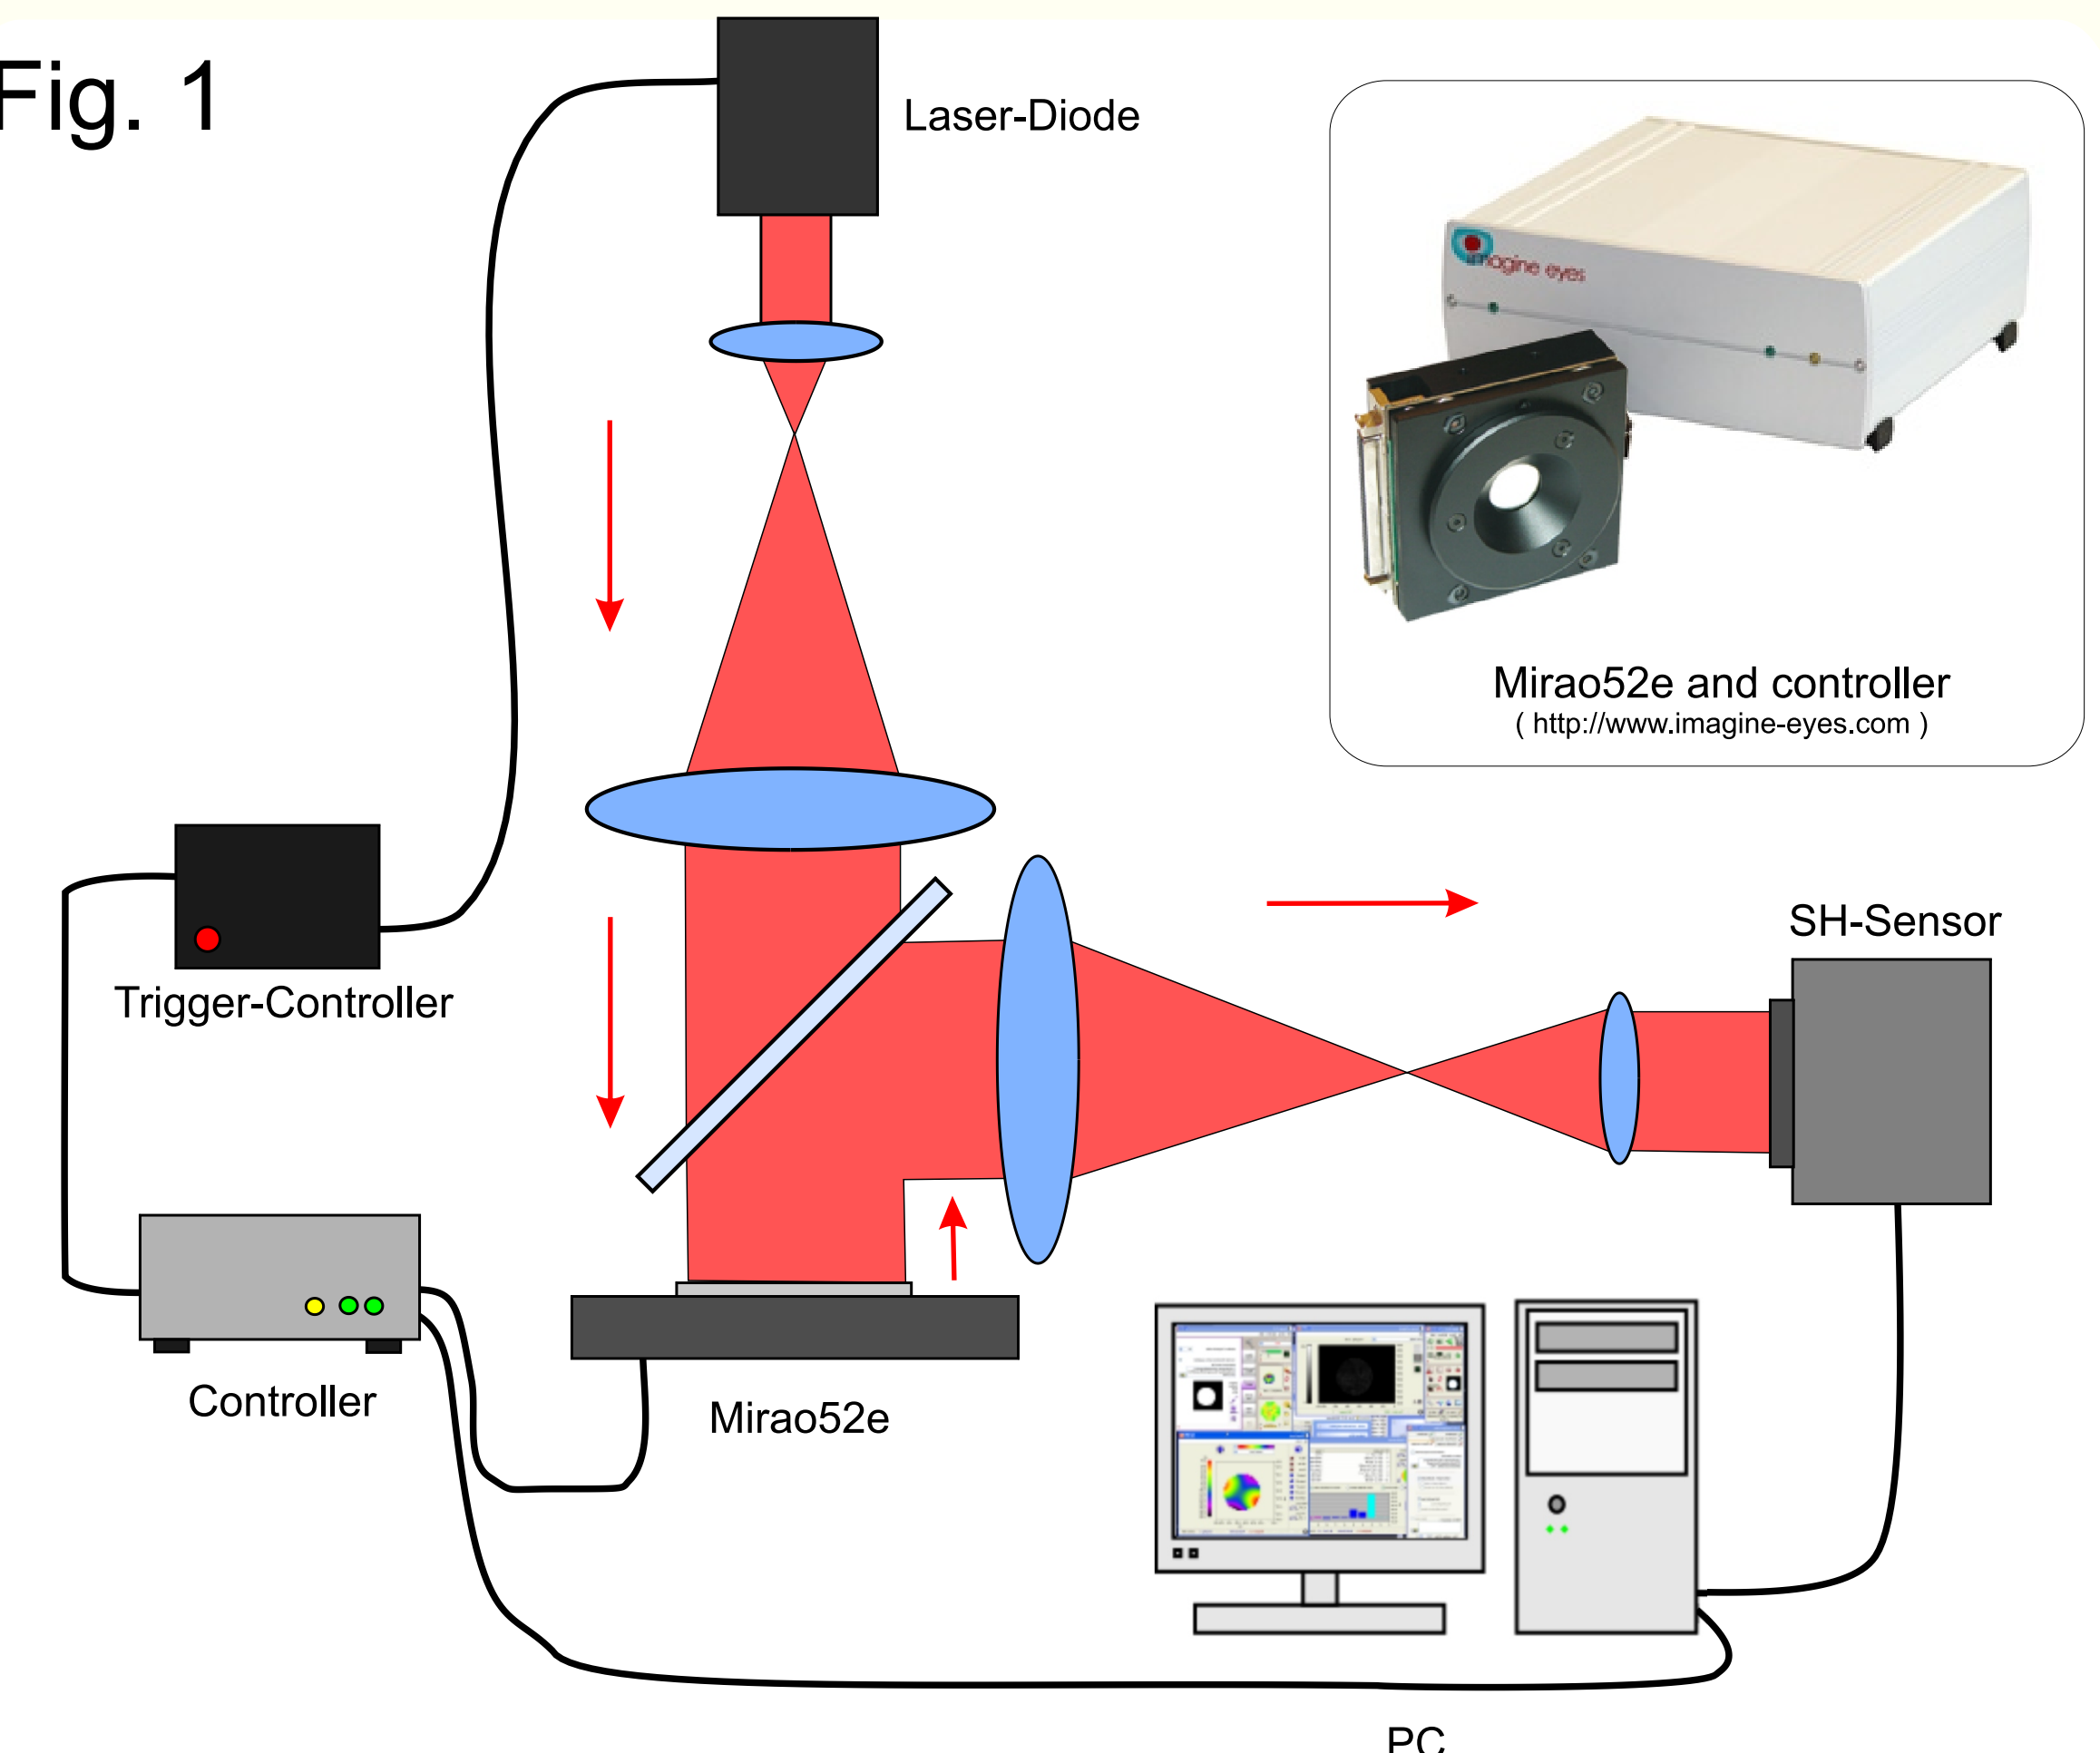 Fig. 1
Laser-Diode
imagine eyes
Mirao52e and controller
( http://www.imagine-eyes.com )
SH-Sensor
Trigger-Controller
Controller
Mirao52e
PC